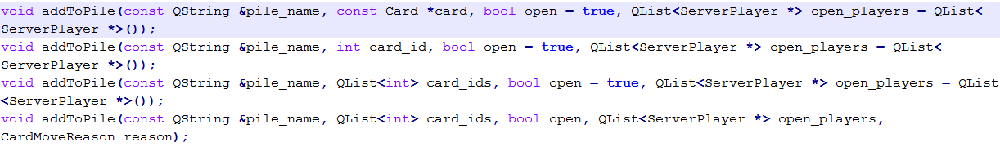 void addToPile(const QString &pile_name, const Card *card, bool open = true, QList<ServerPlayer *> open_players = QList<
ServerPlayer *>());
void addToPile(const QString &pile_name, int card_id, bool open = true, QList<ServerPlayer *> open_players = QList<
ServerPlayer *>());
void addToPile(const QString &pile_name, QList<int> card_ids, bool open = true, QList<ServerPlayer *> open_players = QList
<ServerPlayer *>());
void addToPile(const QString &pile_name, QList<int> card_ids, bool open, QList<ServerPlayer *> open_players,
CardMoveReason reason);